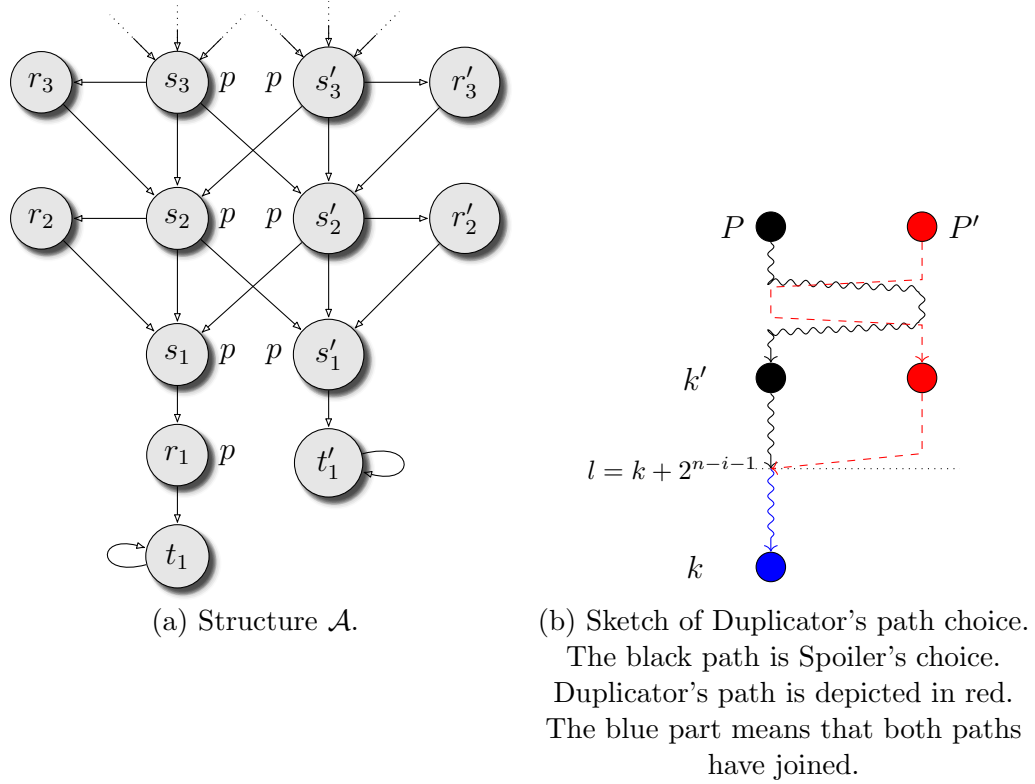 r₃ s₃ p p s′₃ r′₃
r₂ s₂ p p s′₂ r′₂
s₁ p p s′₁
r₁ p t′₁
t₁
(a) Structure 𝒜.
P P′
k′
l = k + 2ⁿ⁻ⁱ⁻¹
k
(b) Sketch of Duplicator's path choice.
The black path is Spoiler's choice.
Duplicator's path is depicted in red.
The blue part means that both paths
have joined.